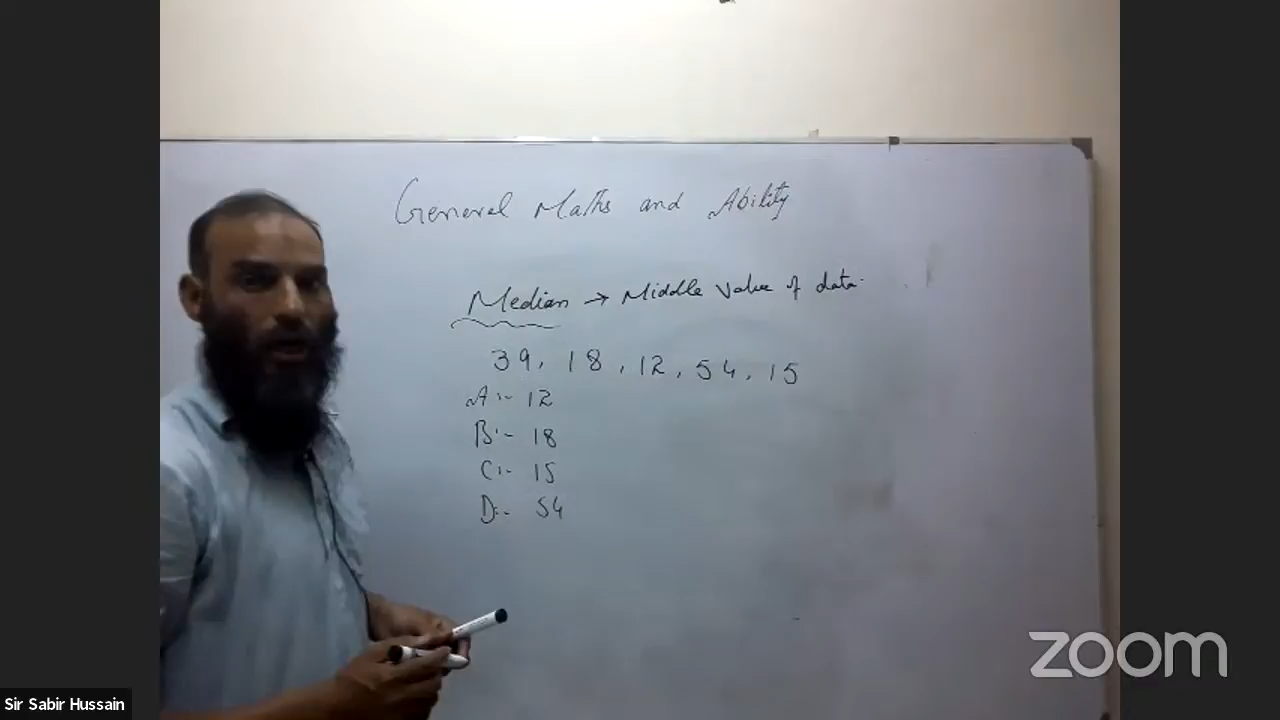 General Maths and Ability
Median → Middle value of data.
39, 18, 12, 54, 15
A:- 12
B:- 18
C:- 15
D:- 54
zoom
Sir Sabir Hussain